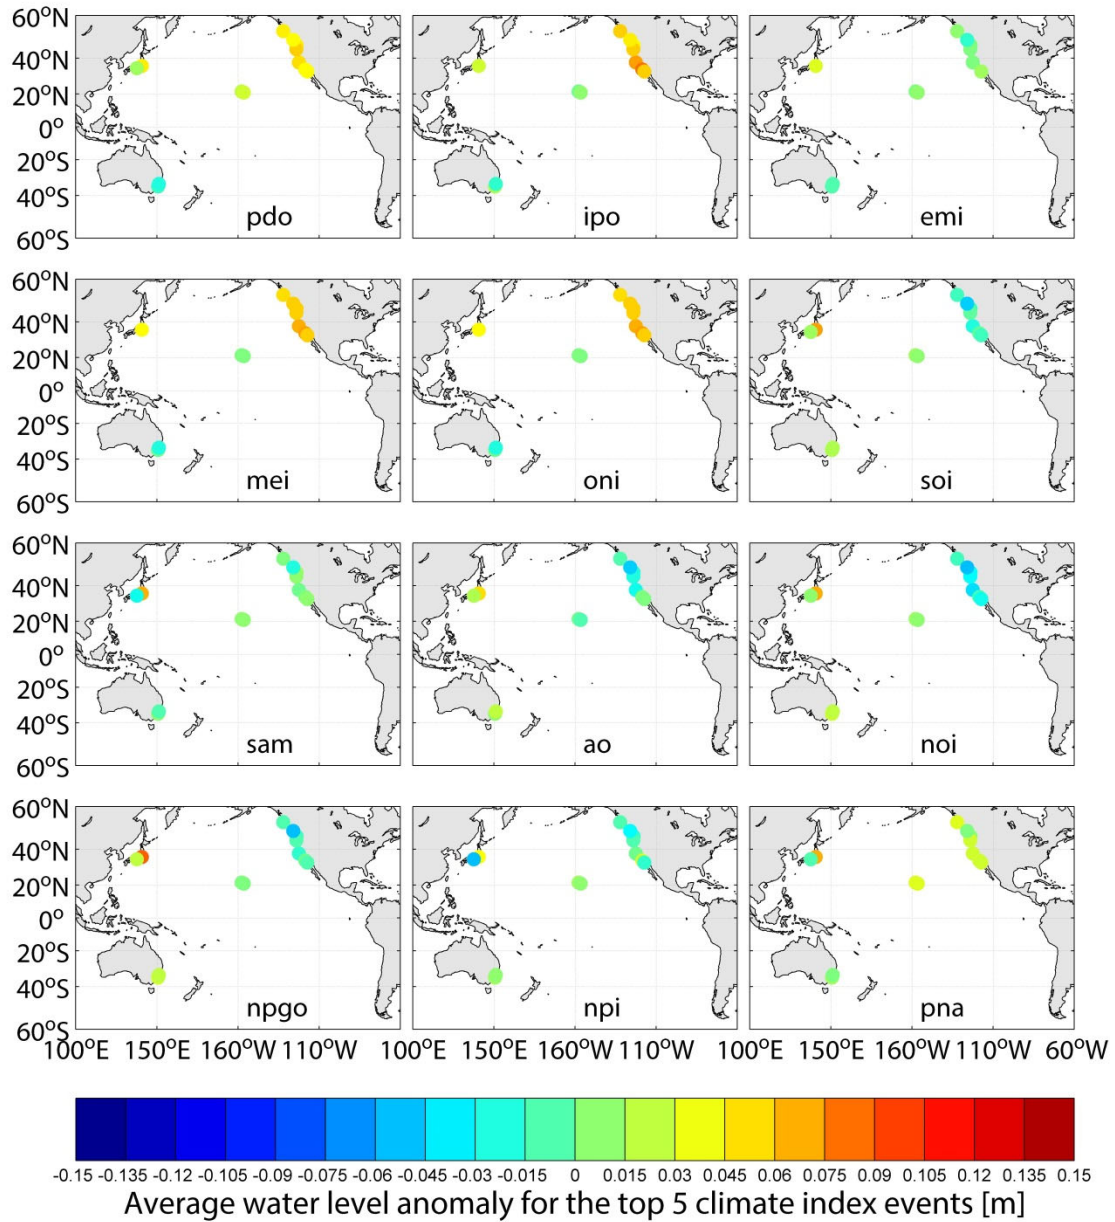 60°N
40°N
20°N
0°
20°S
40°S
60°S
pdo
ipo
emi
60°N
40°N
20°N
0°
20°S
40°S
60°S
mei
oni
soi
60°N
40°N
20°N
0°
20°S
40°S
60°S
sam
ao
noi
60°N
40°N
20°N
0°
20°S
40°S
60°S
npgo
npi
pna
100°E 150°E 160°W 110°W 100°E 150°E 160°W 110°W 100°E 150°E 160°W 110°W 60°W
-0.15 -0.135 -0.12 -0.105 -0.09 -0.075 -0.06 -0.045 -0.03 -0.015 0 0.015 0.03 0.045 0.06 0.075 0.09 0.105 0.12 0.135 0.15
Average water level anomaly for the top 5 climate index events [m]